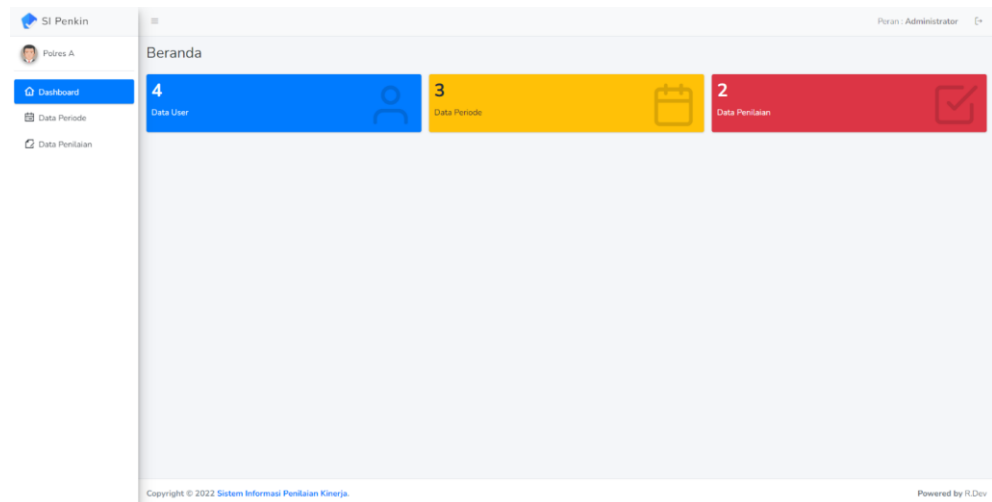 SI Penkin
Peran : Administrator
Polres A
Beranda
Dashboard
Data Periode
Data Penilaian
4
Data User
3
Data Periode
2
Data Penilaian
Copyright © 2022 Sistem Informasi Penilaian Kinerja.
Powered by R.Dev